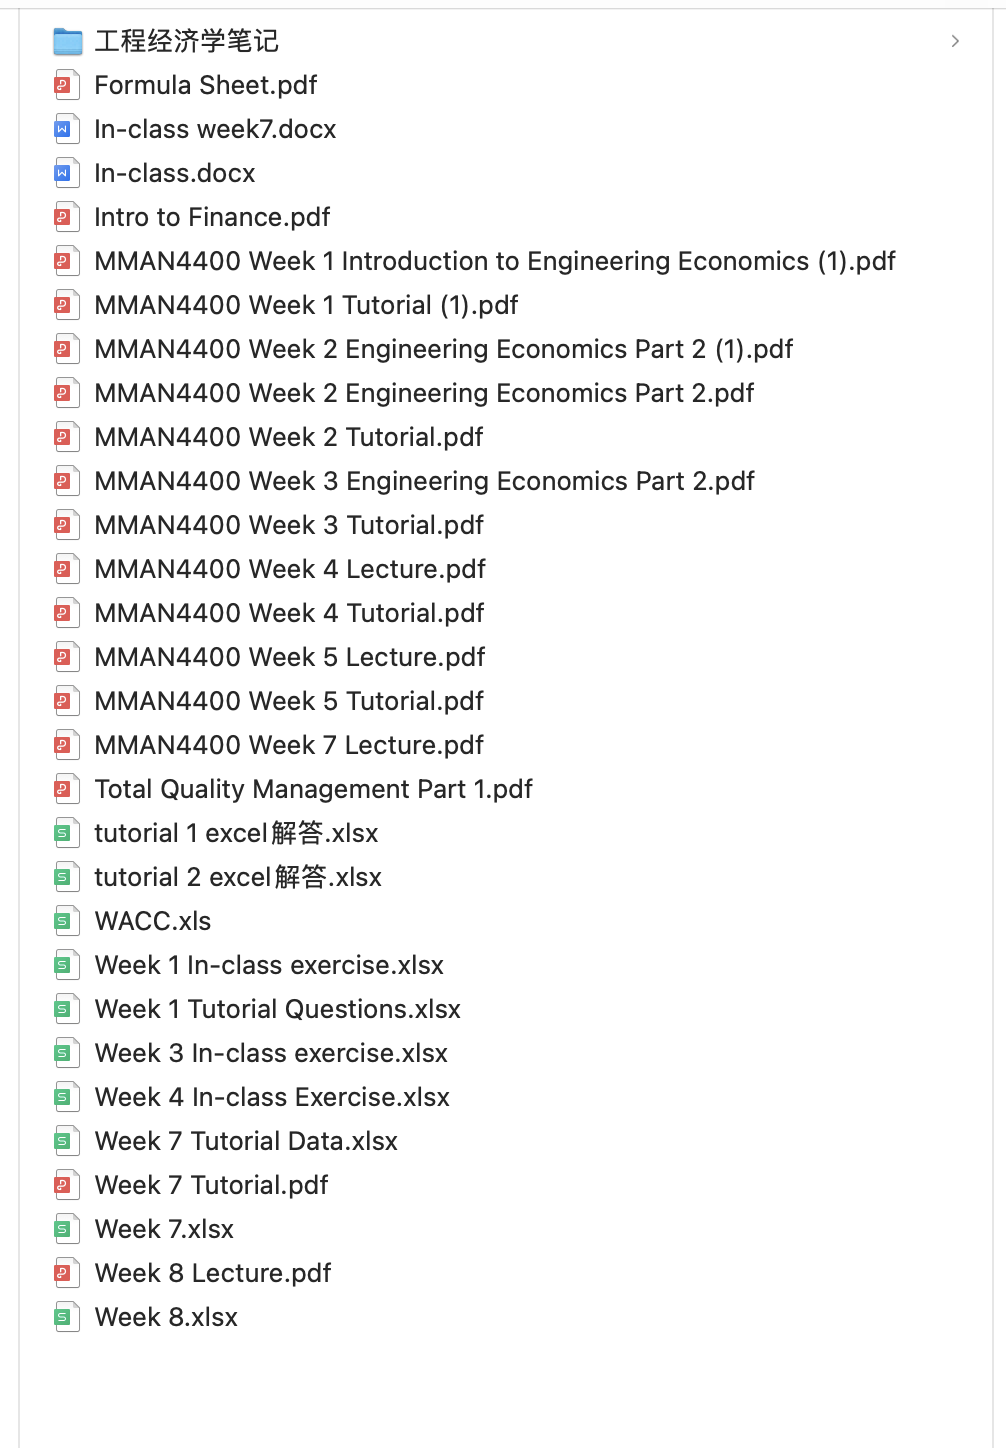 工程经济学笔记
Formula Sheet.pdf
In-class week7.docx
In-class.docx
Intro to Finance.pdf
MMAN4400 Week 1 Introduction to Engineering Economics (1).pdf
MMAN4400 Week 1 Tutorial (1).pdf
MMAN4400 Week 2 Engineering Economics Part 2 (1).pdf
MMAN4400 Week 2 Engineering Economics Part 2.pdf
MMAN4400 Week 2 Tutorial.pdf
MMAN4400 Week 3 Engineering Economics Part 2.pdf
MMAN4400 Week 3 Tutorial.pdf
MMAN4400 Week 4 Lecture.pdf
MMAN4400 Week 4 Tutorial.pdf
MMAN4400 Week 5 Lecture.pdf
MMAN4400 Week 5 Tutorial.pdf
MMAN4400 Week 7 Lecture.pdf
Total Quality Management Part 1.pdf
tutorial 1 excel解答.xlsx
tutorial 2 excel解答.xlsx
WACC.xls
Week 1 In-class exercise.xlsx
Week 1 Tutorial Questions.xlsx
Week 3 In-class exercise.xlsx
Week 4 In-class Exercise.xlsx
Week 7 Tutorial Data.xlsx
Week 7 Tutorial.pdf
Week 7.xlsx
Week 8 Lecture.pdf
Week 8.xlsx